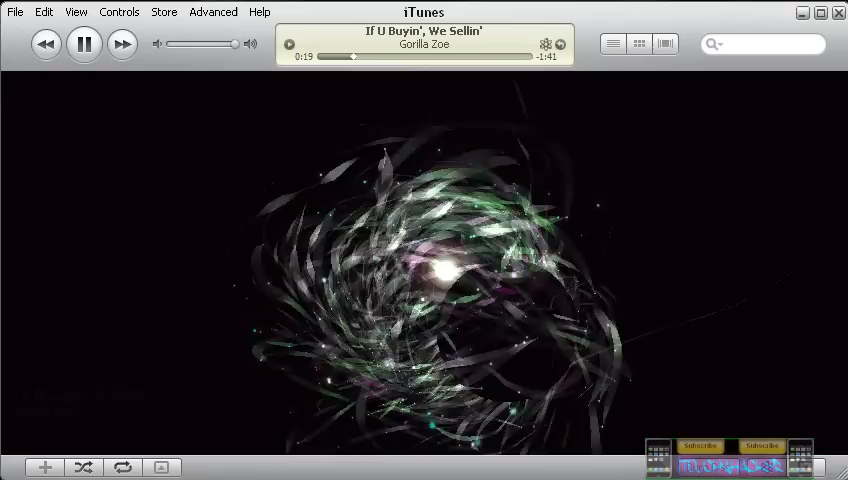 File Edit View Controls Store Advanced Help
iTunes
If U Buyin', We Sellin'
Gorilla Zoe
0:19
-1:41
Subscribe
Subscribe